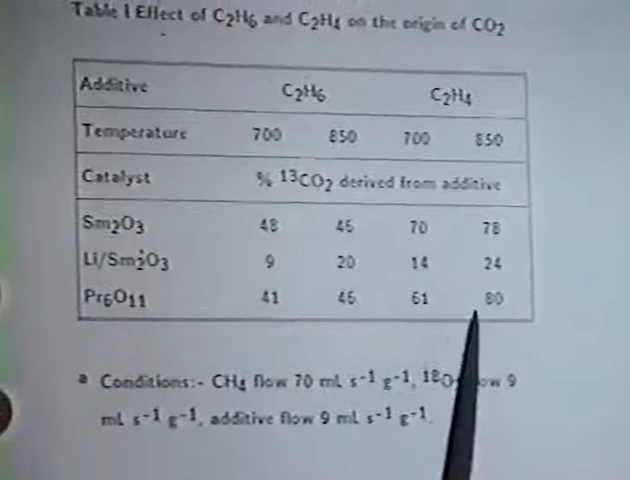 Table 1 Effect of C2H6 and C2H4 on the origin of CO2
Additive C2H6 C2H4
Temperature 700 850 700 850
Catalyst % 13CO2 derived from additive
Sm2O3 48 46 70 78
Li/Sm2O3 9 20 14 24
Pr6O11 41 46 61 80
a Conditions:- CH4 flow 70 mL s-1 g-1, 18O flow 9
mL s-1 g-1, additive flow 9 mL s-1 g-1